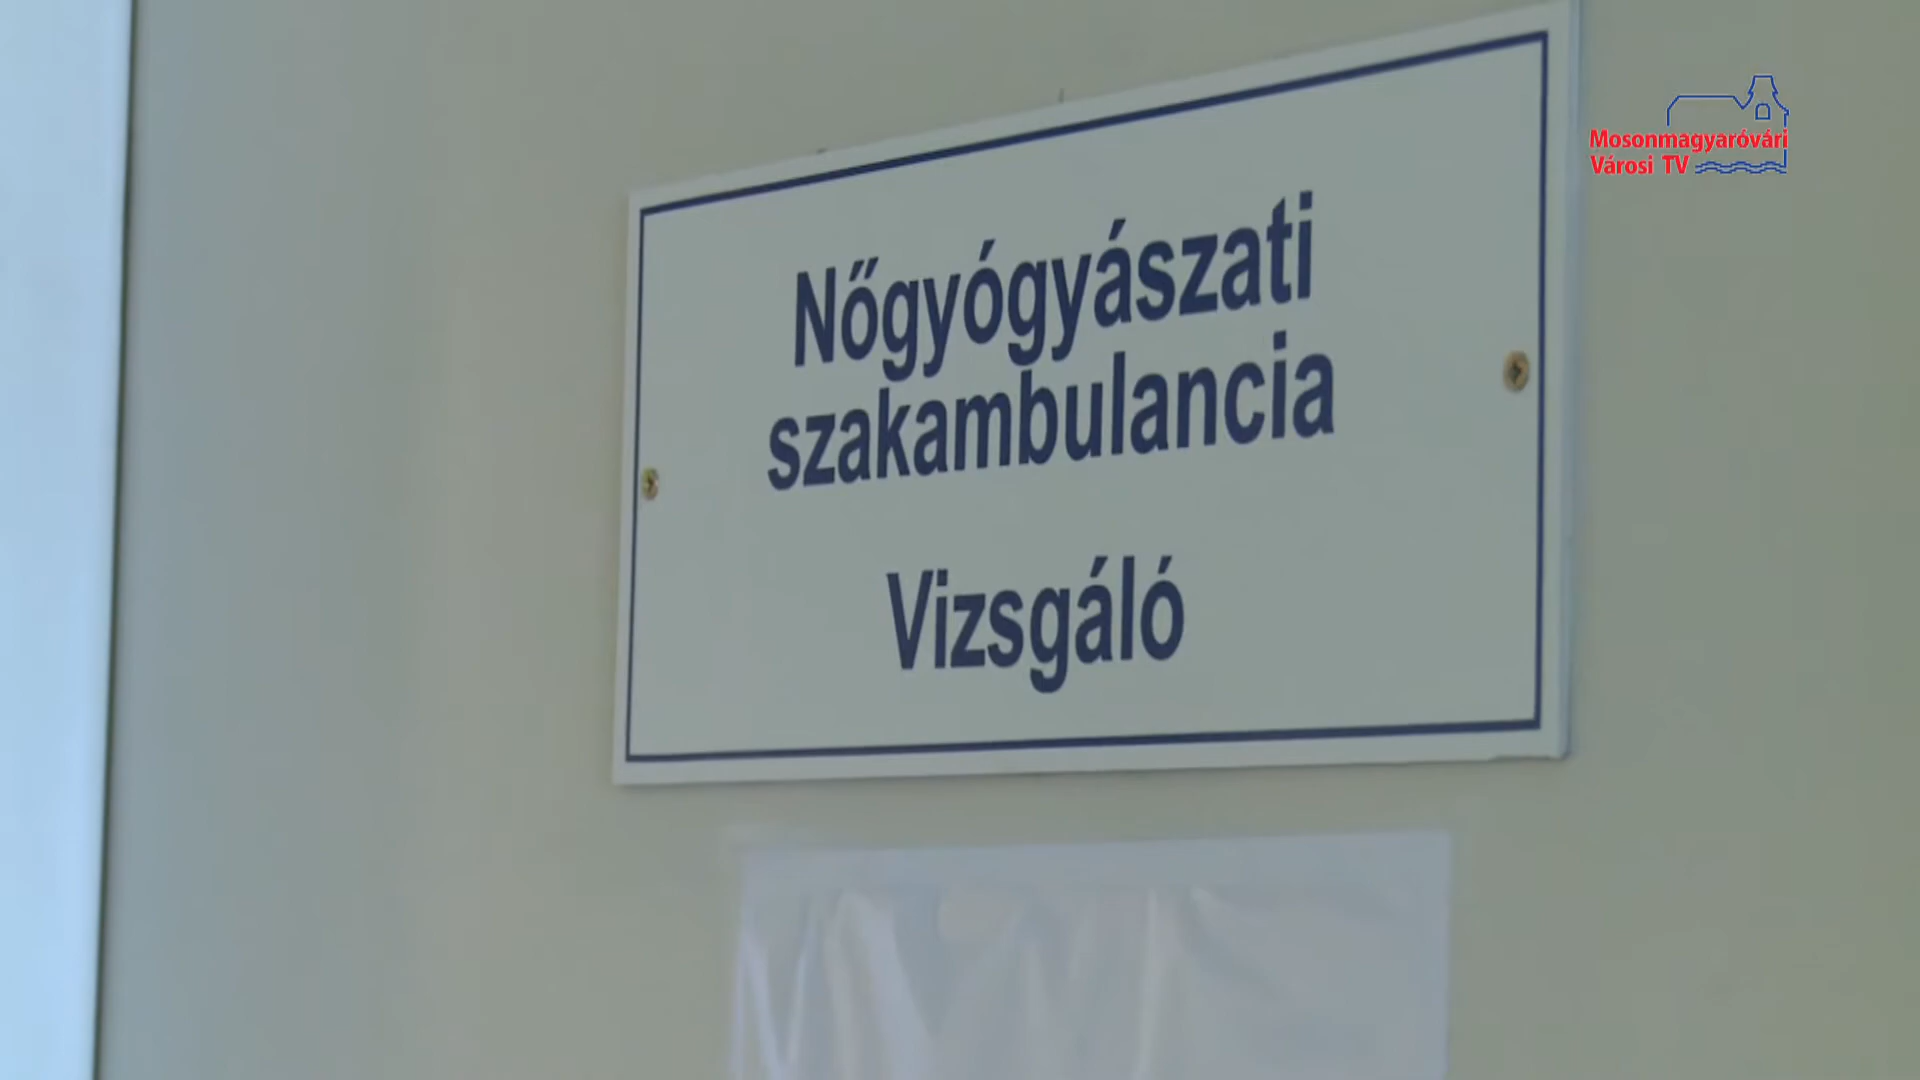 Mosonmagyaróvári
Városi TV
Nőgyógyászati
szakambulancia
Vizsgáló